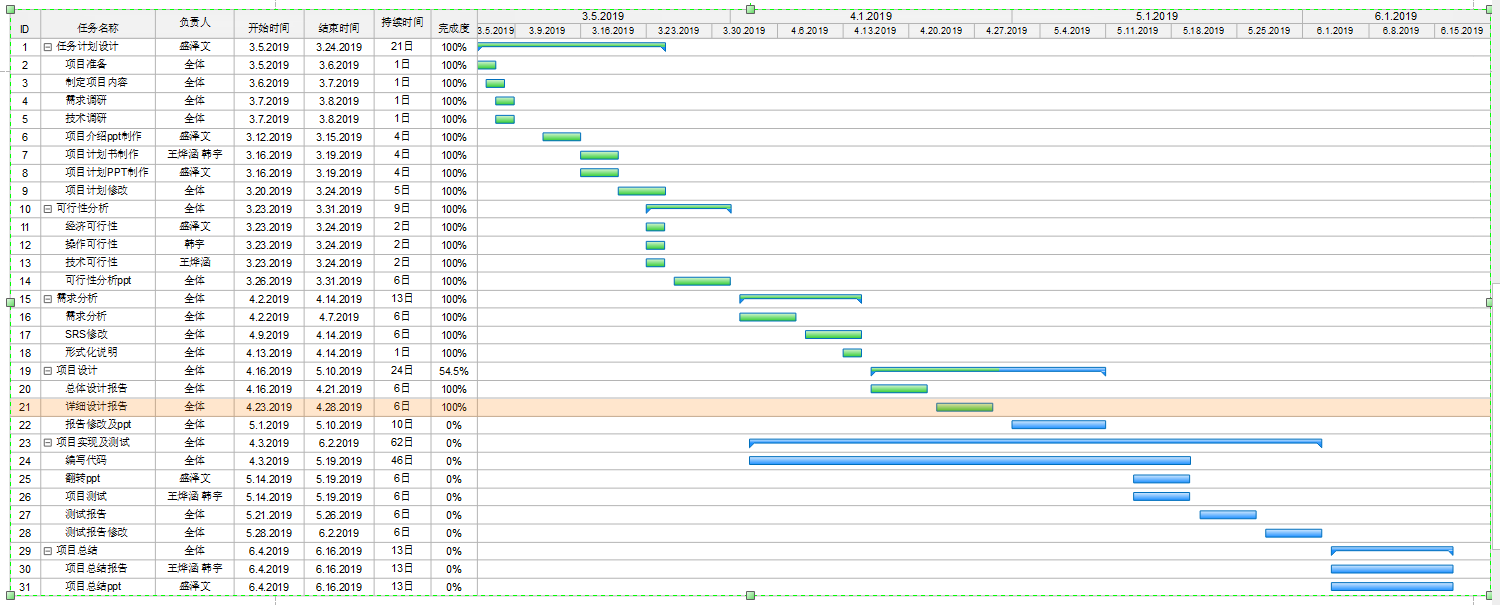 3.5.2019 4.1.2019 5.1.2019 6.1.2019
ID 任务名称 负责人 开始时间 结束时间 持续时间 完成度 3.5.2019 3.9.2019 3.16.2019 3.23.2019 3.30.2019 4.6.2019 4.13.2019 4.20.2019 4.27.2019 5.4.2019 5.11.2019 5.18.2019 5.25.2019 6.1.2019 6.8.2019 6.15.2019
1 任务计划设计 盛泽文 3.5.2019 3.24.2019 21日 100%
2 项目准备 全体 3.5.2019 3.6.2019 1日 100%
3 制定项目内容 全体 3.6.2019 3.7.2019 1日 100%
4 需求调研 全体 3.7.2019 3.8.2019 1日 100%
5 技术调研 全体 3.7.2019 3.8.2019 1日 100%
6 项目介绍ppt制作 盛泽文 3.12.2019 3.15.2019 4日 100%
7 项目计划书制作 王烨涵 韩宇 3.16.2019 3.19.2019 4日 100%
8 项目计划PPT制作 盛泽文 3.16.2019 3.19.2019 4日 100%
9 项目计划修改 全体 3.20.2019 3.24.2019 5日 100%
10 可行性分析 全体 3.23.2019 3.31.2019 9日 100%
11 经济可行性 盛泽文 3.23.2019 3.24.2019 2日 100%
12 操作可行性 韩宇 3.23.2019 3.24.2019 2日 100%
13 技术可行性 王烨涵 3.23.2019 3.24.2019 2日 100%
14 可行性分析ppt 全体 3.26.2019 3.31.2019 6日 100%
15 需求分析 全体 4.2.2019 4.14.2019 13日 100%
16 需求分析 全体 4.2.2019 4.7.2019 6日 100%
17 SRS修改 全体 4.9.2019 4.14.2019 6日 100%
18 形式化说明 全体 4.13.2019 4.14.2019 1日 100%
19 项目设计 全体 4.16.2019 5.10.2019 24日 54.5%
20 总体设计报告 全体 4.16.2019 4.21.2019 6日 100%
21 详细设计报告 全体 4.23.2019 4.28.2019 6日 100%
22 报告修改及ppt 全体 5.1.2019 5.10.2019 10日 0%
23 项目实现及测试 全体 4.3.2019 6.2.2019 62日 0%
24 编写代码 全体 4.3.2019 5.19.2019 46日 0%
25 翻转ppt 盛泽文 5.14.2019 5.19.2019 6日 0%
26 项目测试 王烨涵 韩宇 5.14.2019 5.19.2019 6日 0%
27 测试报告 全体 5.21.2019 5.26.2019 6日 0%
28 测试报告修改 全体 5.28.2019 6.2.2019 6日 0%
29 项目总结 全体 6.4.2019 6.16.2019 13日 0%
30 项目总结报告 王烨涵 韩宇 6.4.2019 6.16.2019 13日 0%
31 项目总结ppt 盛泽文 6.4.2019 6.16.2019 13日 0%